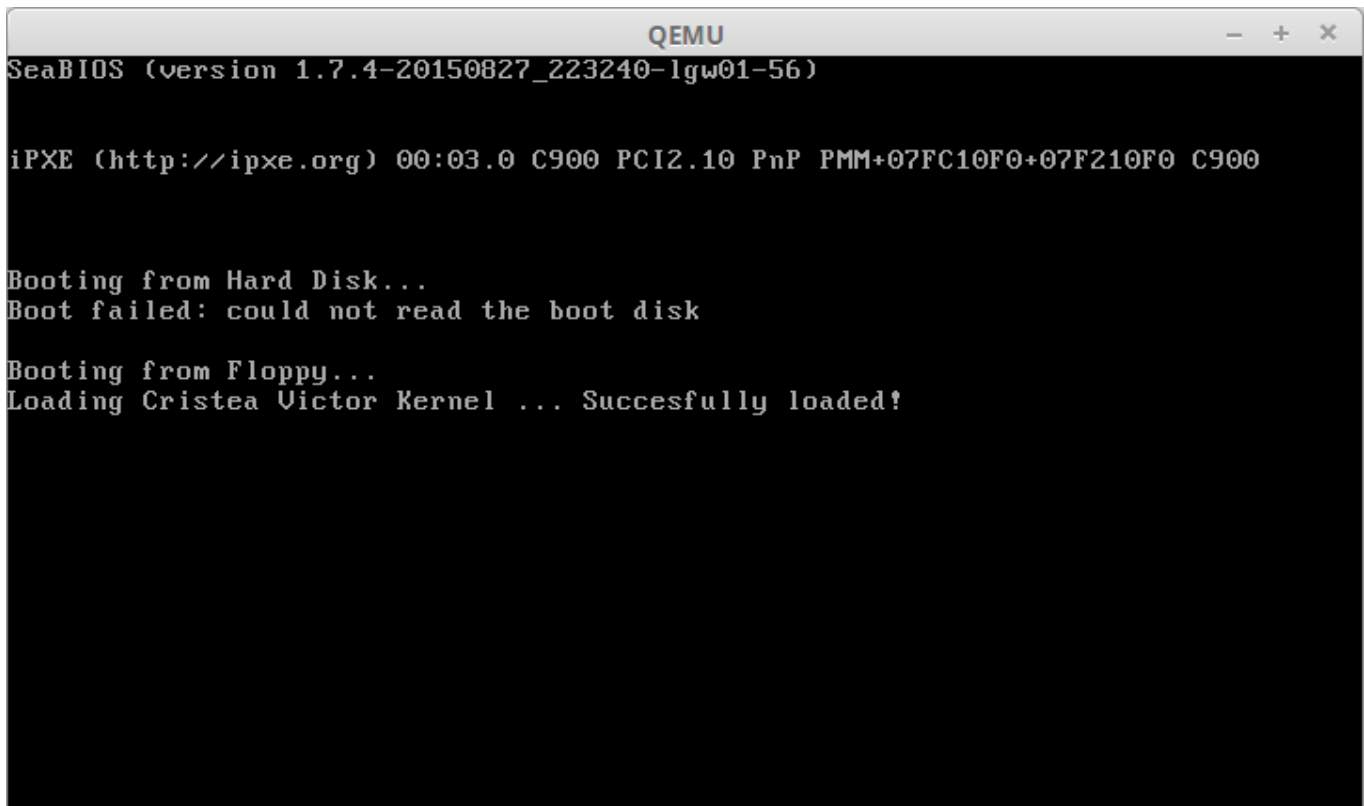 QEMU
SeaBIOS (version 1.7.4-20150827_223240-lgw01-56)
iPXE (http://ipxe.org) 00:03.0 C900 PCI2.10 PnP PMM+07FC10F0+07F210F0 C900
Booting from Hard Disk...
Boot failed: could not read the boot disk
Booting from Floppy...
Loading Cristea Victor Kernel ... Succesfully loaded!